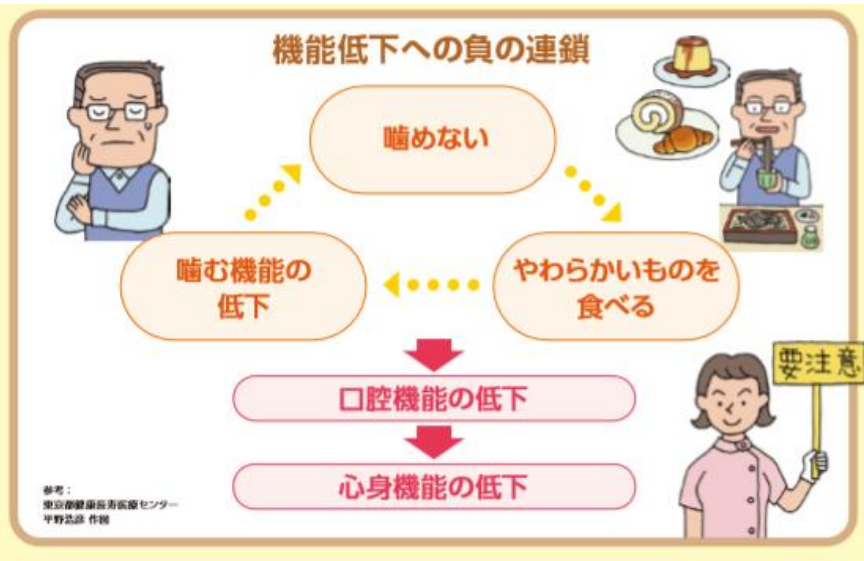 機能低下への負の連鎖
噛めない
やわらかいものを
食べる
噛む機能の
低下
口腔機能の低下
心身機能の低下
要注意
参考：
東京都健康長寿医療センター
平野浩彦 作図